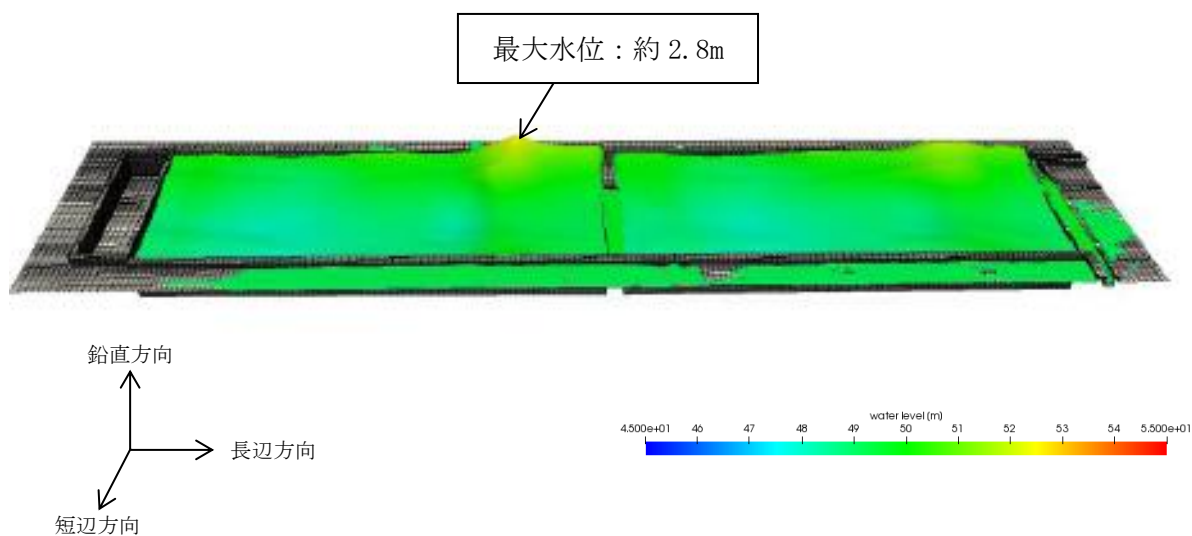 最大水位：約 2.8m
鉛直方向
長辺方向
短辺方向
water level (m)
4.500e+01 46 47 48 49 50 51 52 53 54 5.500e+01